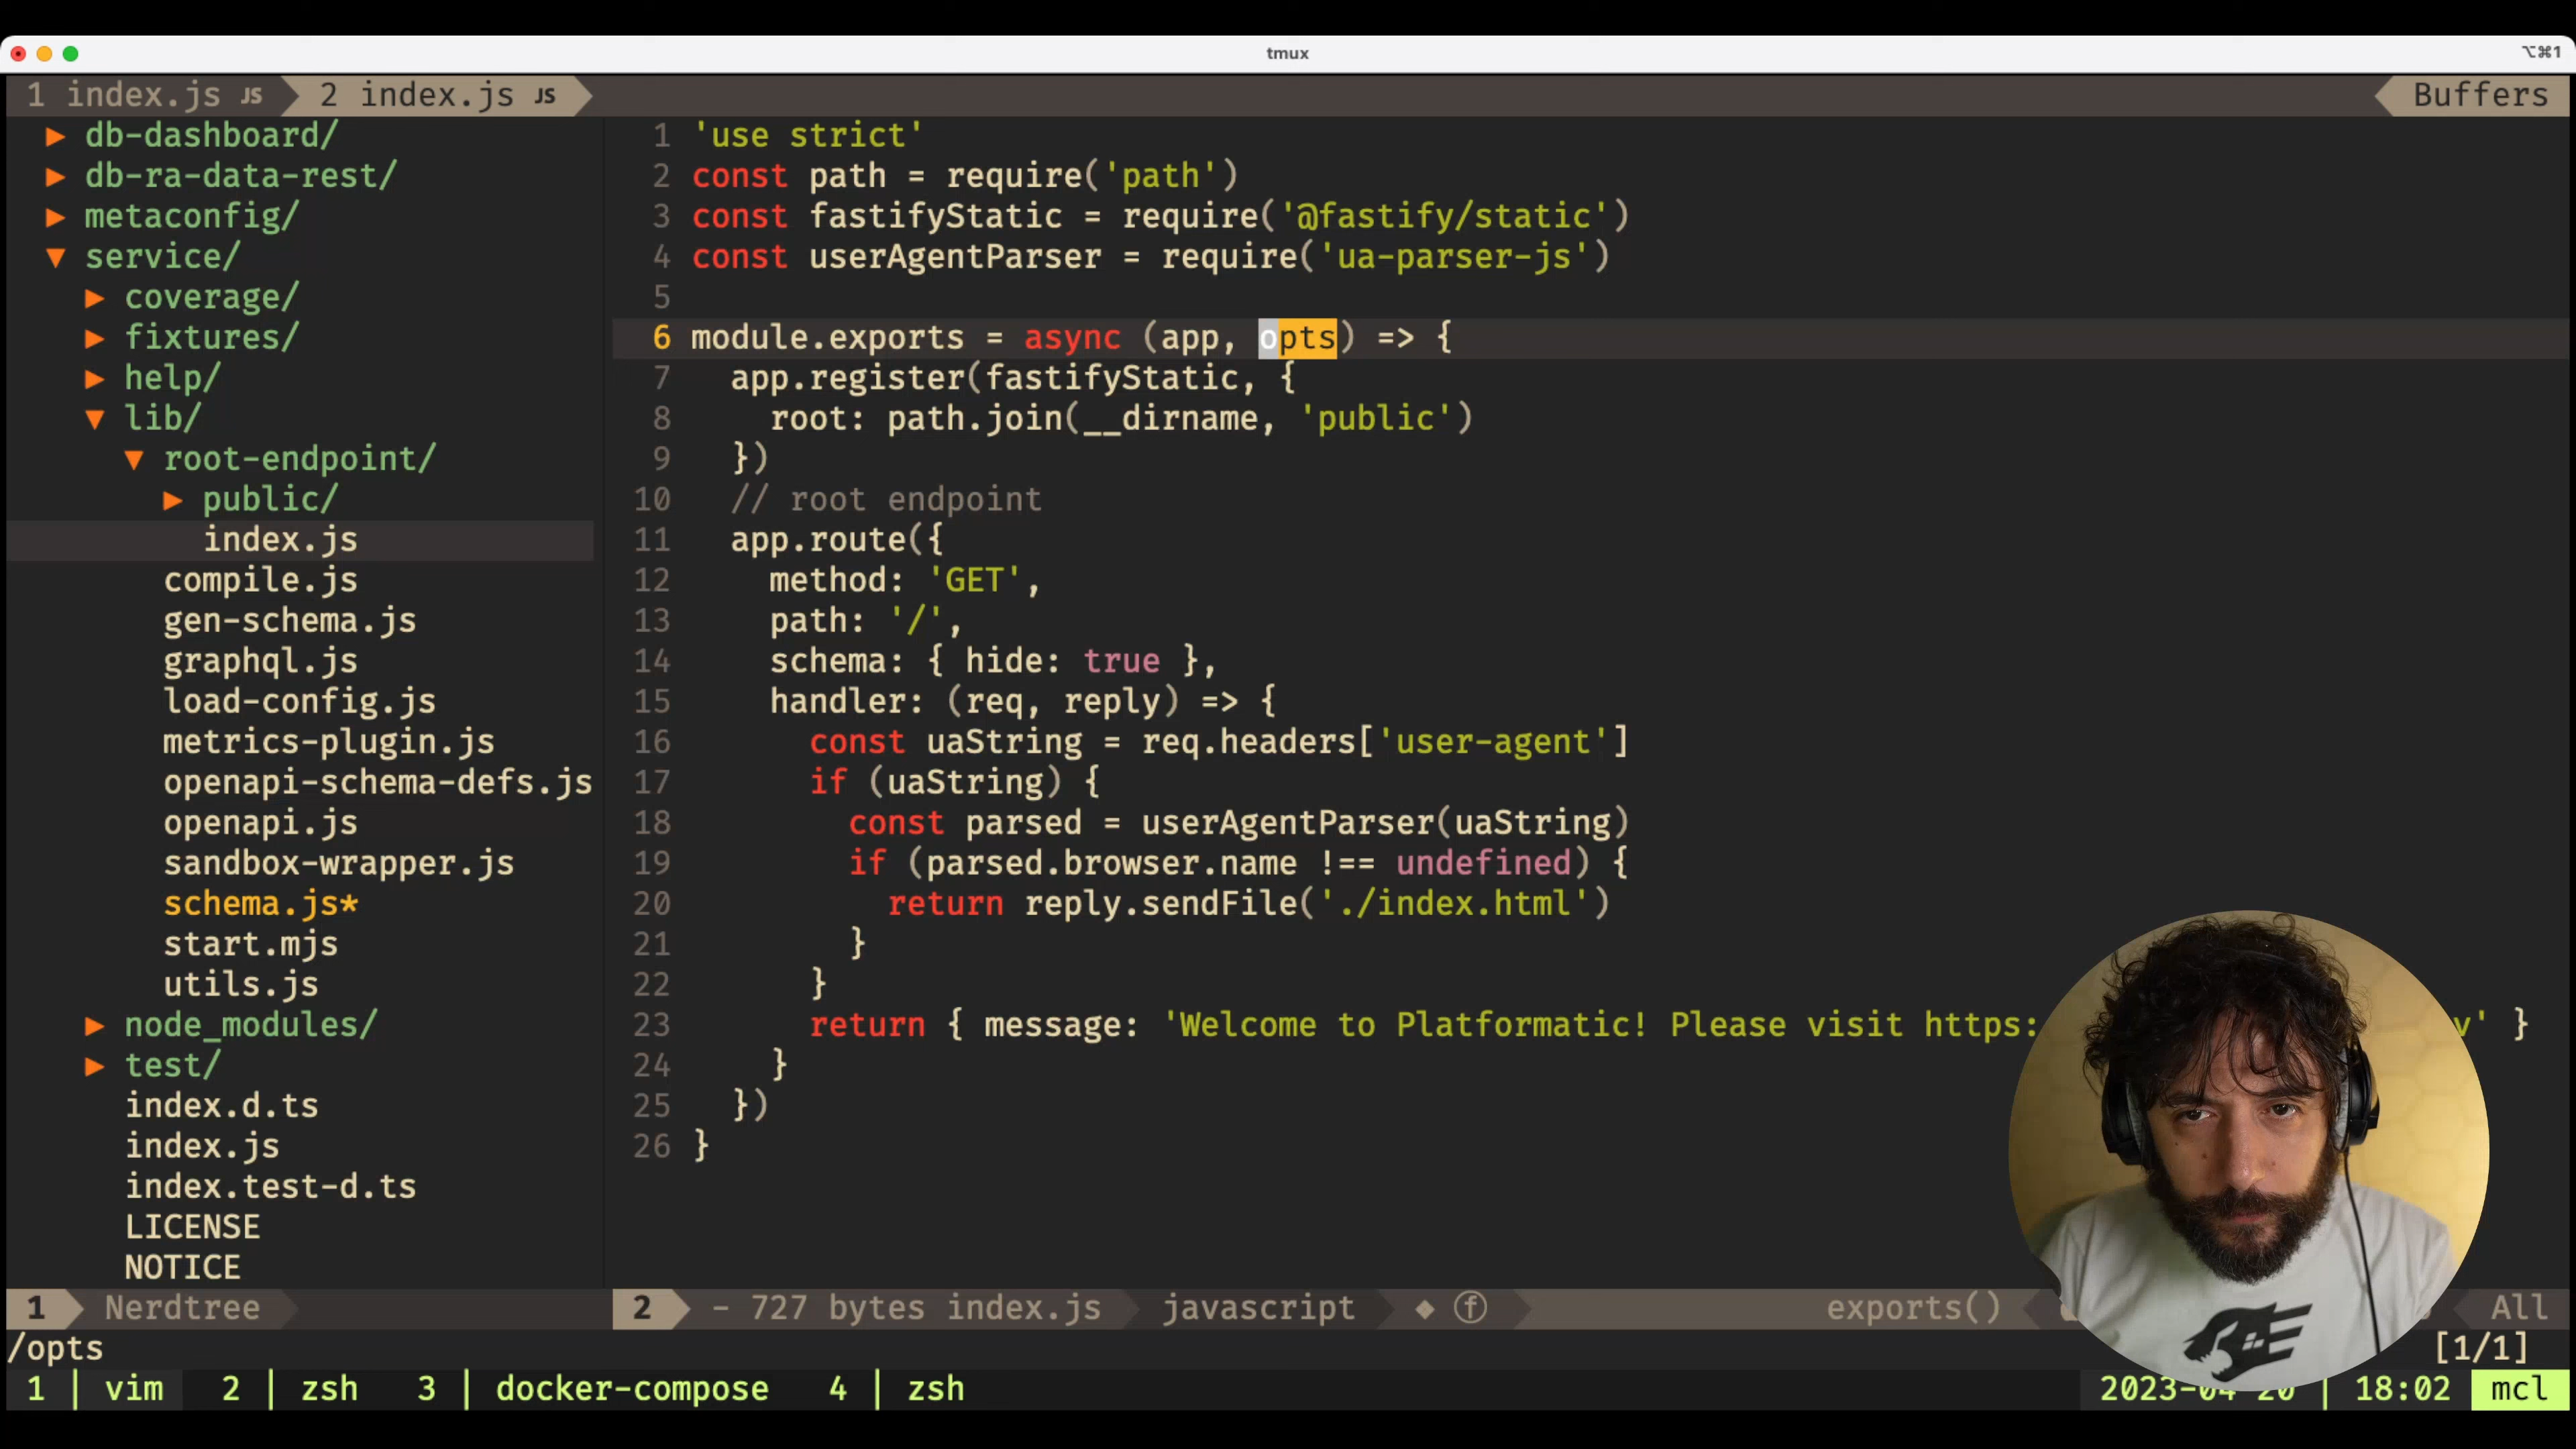 tmux
⌥⌘1
1 index.js JS 2 index.js JS
Buffers
▸ db-dashboard/
▸ db-ra-data-rest/
▸ metaconfig/
▾ service/
▸ coverage/
▸ fixtures/
▸ help/
▾ lib/
▾ root-endpoint/
▸ public/
index.js
compile.js
gen-schema.js
graphql.js
load-config.js
metrics-plugin.js
openapi-schema-defs.js
openapi.js
sandbox-wrapper.js
schema.js*
start.mjs
utils.js
▸ node_modules/
▸ test/
index.d.ts
index.js
index.test-d.ts
LICENSE
NOTICE
1 'use strict'
2 const path = require('path')
3 const fastifyStatic = require('@fastify/static')
4 const userAgentParser = require('ua-parser-js')
5
6 module.exports = async (app, opts) => {
7   app.register(fastifyStatic, {
8     root: path.join(__dirname, 'public')
9   })
10   // root endpoint
11   app.route({
12     method: 'GET',
13     path: '/',
14     schema: { hide: true },
15     handler: (req, reply) => {
16       const uaString = req.headers['user-agent']
17       if (uaString) {
18         const parsed = userAgentParser(uaString)
19         if (parsed.browser.name !== undefined) {
20           return reply.sendFile('./index.html')
21         }
22       }
23       return { message: 'Welcome to Platformatic! Please visit https: ' }
24     }
25   })
26 }
1 Nerdtree
2 - 727 bytes index.js javascript ◆ ⓕ exports() All
/opts [1/1]
1 | vim 2 | zsh 3 | docker-compose 4 | zsh 2023-04 20 | 18:02 mcl